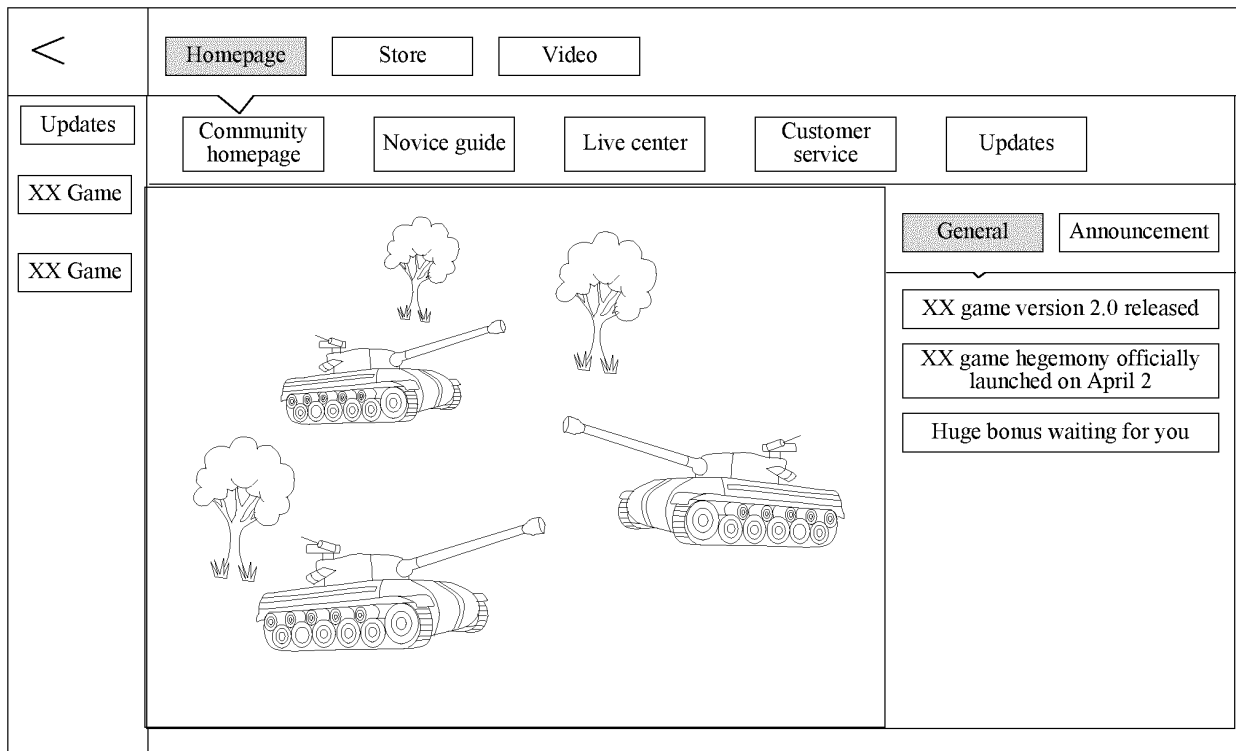 <
Homepage
Store
Video
Updates
XX Game
XX Game
Community
homepage
Novice guide
Live center
Customer
service
Updates
General
Announcement
XX game version 2.0 released
XX game hegemony officially
launched on April 2
Huge bonus waiting for you